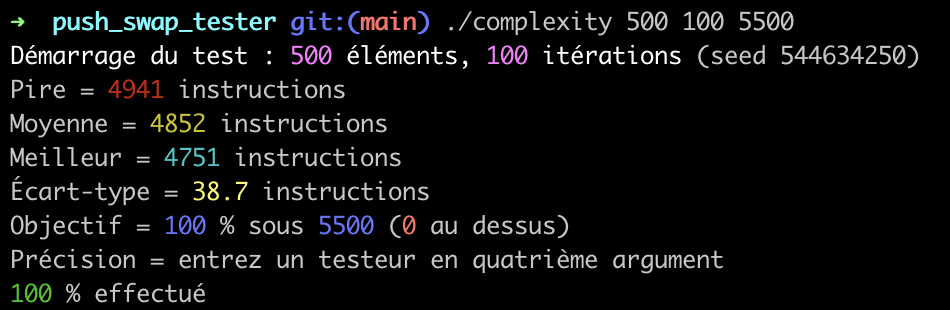 ➜  push_swap_tester git:(main) ./complexity 500 100 5500
Démarrage du test : 500 éléments, 100 itérations (seed 544634250)
Pire = 4941 instructions
Moyenne = 4852 instructions
Meilleur = 4751 instructions
Écart-type = 38.7 instructions
Objectif = 100 % sous 5500 (0 au dessus)
Précision = entrez un testeur en quatrième argument
100 % effectué